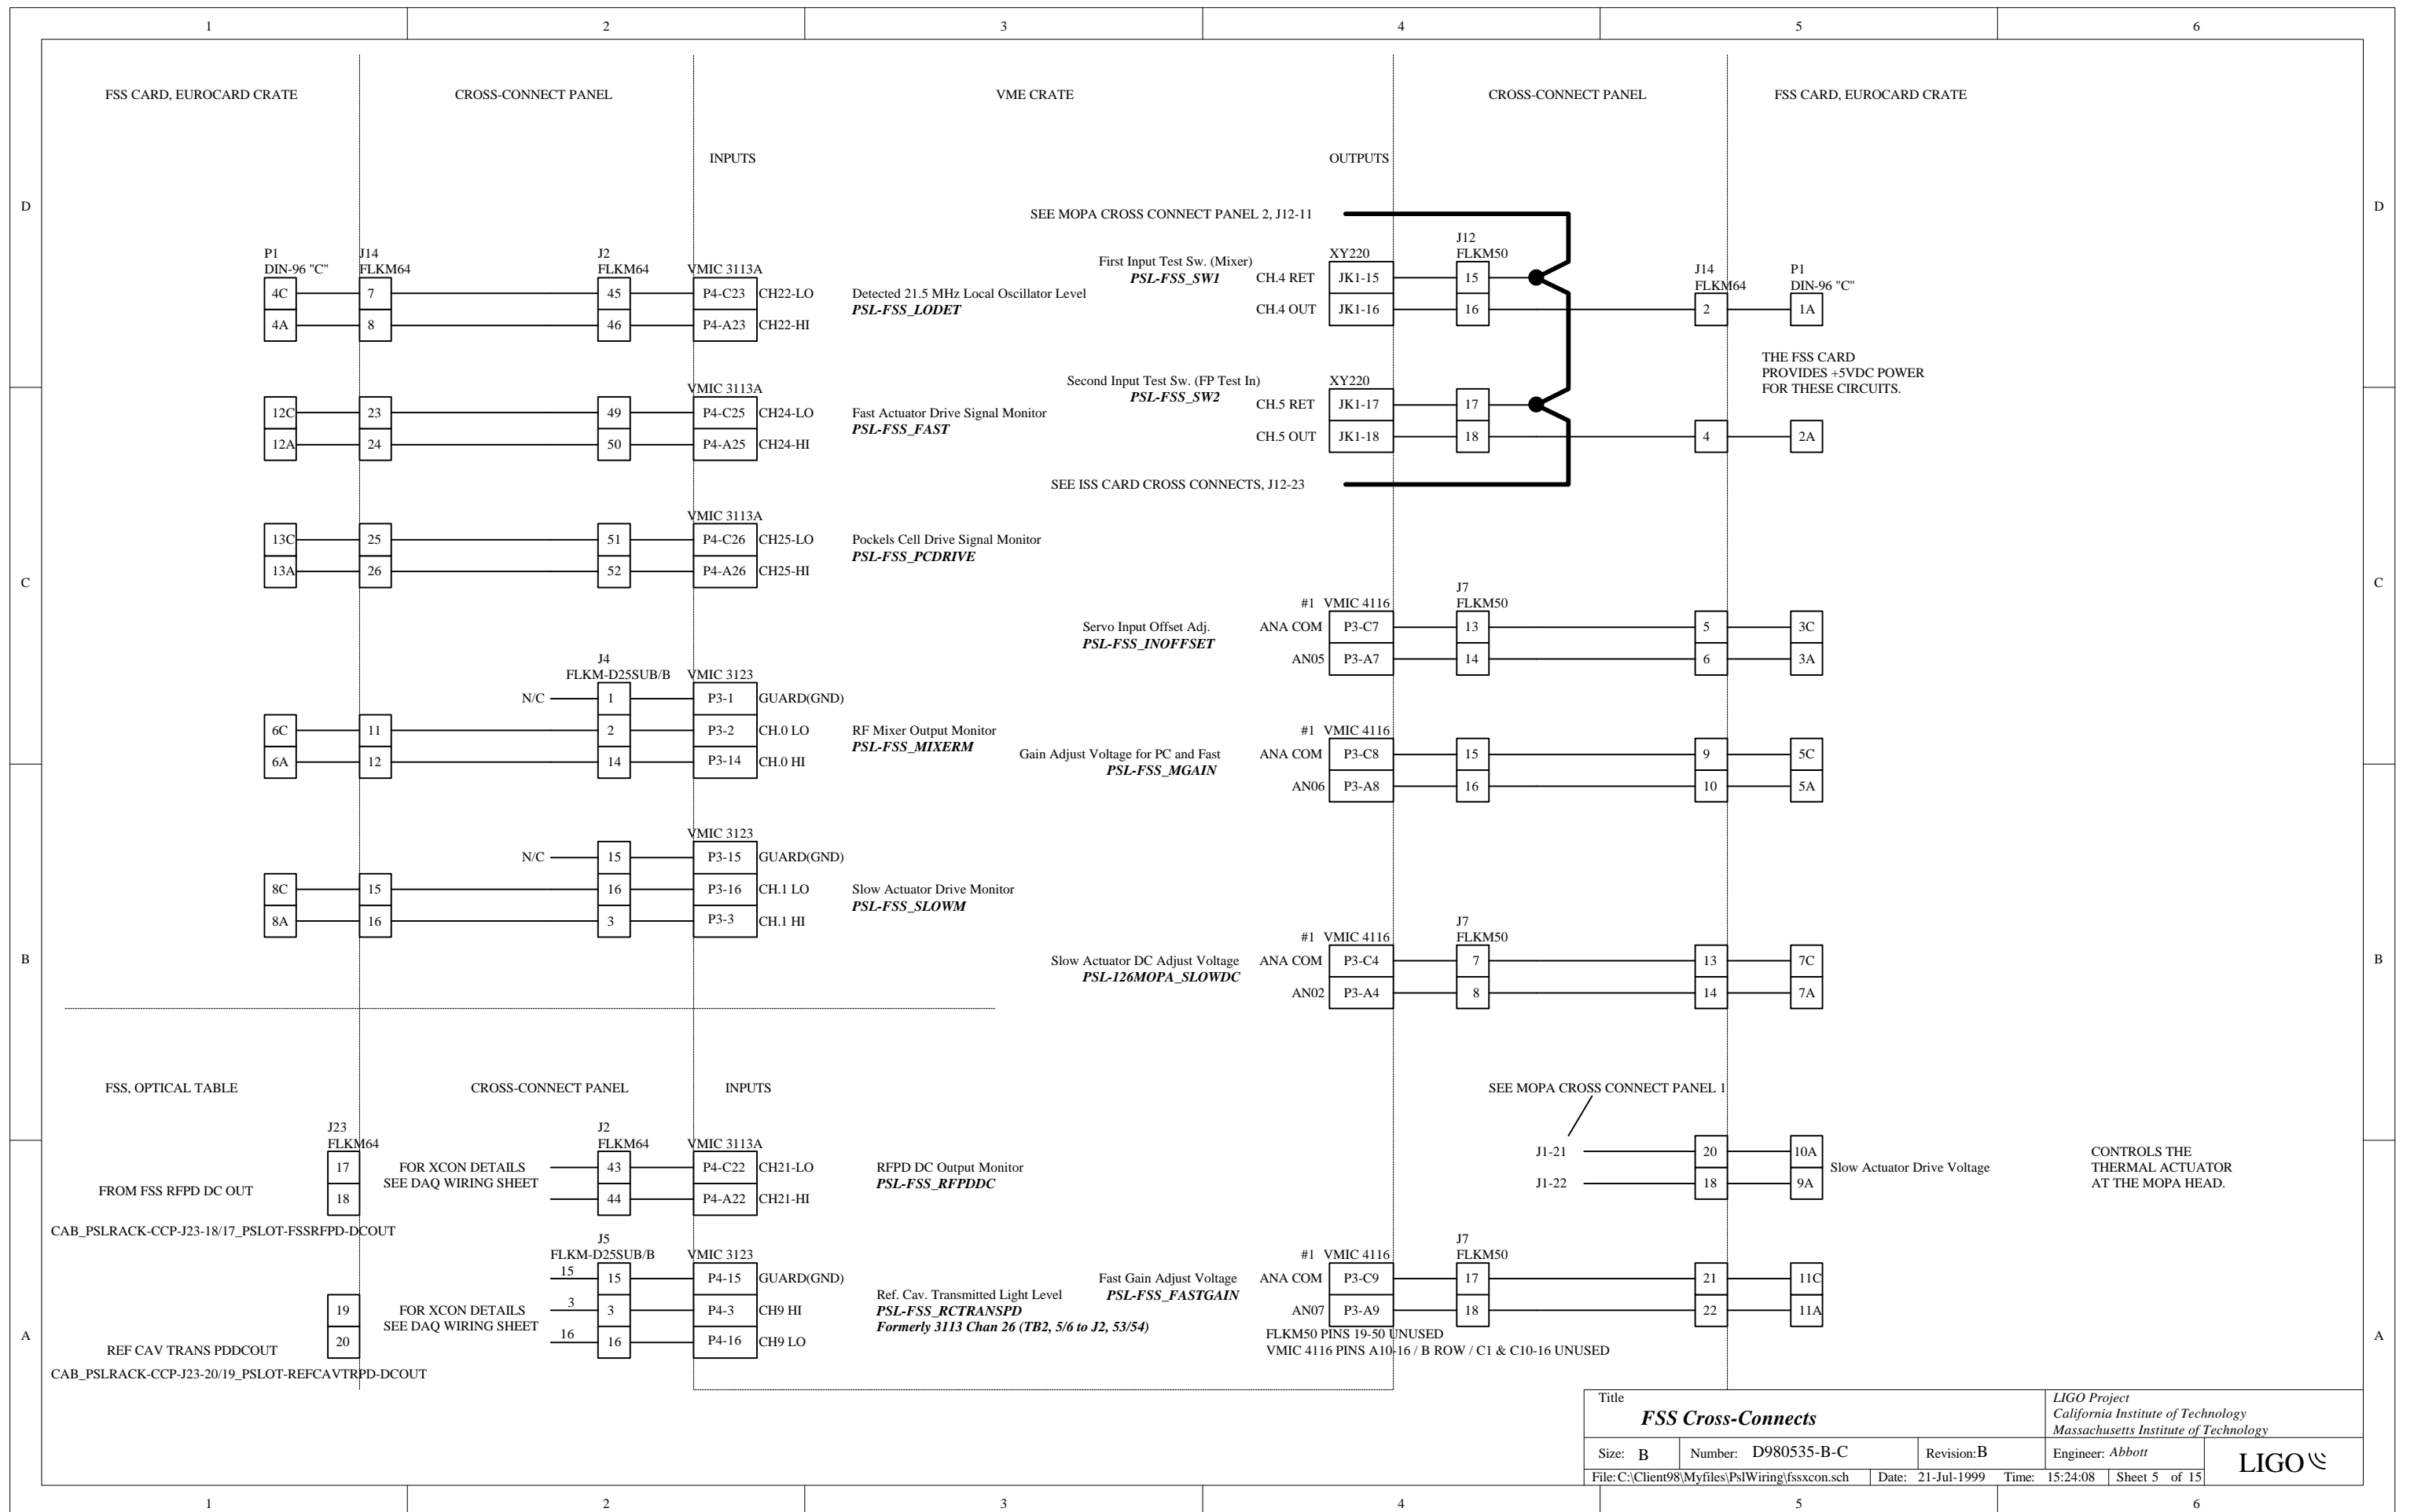 1 2 3 4 5 6
FSS CARD, EUROCARD CRATE
CROSS-CONNECT PANEL
VME CRATE
CROSS-CONNECT PANEL
FSS CARD, EUROCARD CRATE
INPUTS
OUTPUTS
D
D
SEE MOPA CROSS CONNECT PANEL 2, J12-11
P1
DIN-96 "C"
J14
FLKM64
J2
FLKM64
VMIC 3113A
4C 7 45 P4-C23 CH22-LO
4A 8 46 P4-A23 CH22-HI
Detected 21.5 MHz Local Oscillator Level
PSL-FSS_LODET
First Input Test Sw. (Mixer)
PSL-FSS_SW1
XY220
J12
FLKM50
CH.4 RET JK1-15 15
CH.4 OUT JK1-16 16
J14
FLKM64
P1
DIN-96 "C"
2 1A
THE FSS CARD
PROVIDES +5VDC POWER
FOR THESE CIRCUITS.
VMIC 3113A
12C 23 49 P4-C25 CH24-LO
12A 24 50 P4-A25 CH24-HI
Fast Actuator Drive Signal Monitor
PSL-FSS_FAST
Second Input Test Sw. (FP Test In)
PSL-FSS_SW2
XY220
CH.5 RET JK1-17 17
CH.5 OUT JK1-18 18
4 2A
SEE ISS CARD CROSS CONNECTS, J12-23
VMIC 3113A
13C 25 51 P4-C26 CH25-LO
13A 26 52 P4-A26 CH25-HI
Pockels Cell Drive Signal Monitor
PSL-FSS_PCDRIVE
C
C
Servo Input Offset Adj.
PSL-FSS_INOFFSET
#1 VMIC 4116
J7
FLKM50
ANA COM P3-C7 13 5 3C
AN05 P3-A7 14 6 3A
J4
FLKM-D25SUB/B
VMIC 3123
N/C 1 P3-1 GUARD(GND)
6C 11 2 P3-2 CH.0 LO
6A 12 14 P3-14 CH.0 HI
RF Mixer Output Monitor
PSL-FSS_MIXERM
Gain Adjust Voltage for PC and Fast
PSL-FSS_MGAIN
#1 VMIC 4116
ANA COM P3-C8 15 9 5C
AN06 P3-A8 16 10 5A
VMIC 3123
N/C 15 P3-15 GUARD(GND)
8C 15 16 P3-16 CH.1 LO
8A 16 3 P3-3 CH.1 HI
Slow Actuator Drive Monitor
PSL-FSS_SLOWM
B
B
Slow Actuator DC Adjust Voltage
PSL-126MOPA_SLOWDC
#1 VMIC 4116
J7
FLKM50
ANA COM P3-C4 7 13 7C
AN02 P3-A4 8 14 7A
FSS, OPTICAL TABLE
CROSS-CONNECT PANEL
INPUTS
SEE MOPA CROSS CONNECT PANEL 1
J23
FLKM64
17
18
FROM FSS RFPD DC OUT
FOR XCON DETAILS
SEE DAQ WIRING SHEET
J2
FLKM64
VMIC 3113A
43 P4-C22 CH21-LO
44 P4-A22 CH21-HI
RFPD DC Output Monitor
PSL-FSS_RFPDDC
J1-21 20 10A
J1-22 18 9A
Slow Actuator Drive Voltage
CONTROLS THE
THERMAL ACTUATOR
AT THE MOPA HEAD.
CAB_PSLRACK-CCP-J23-18/17_PSLOT-FSSRFPD-DCOUT
J5
FLKM-D25SUB/B
VMIC 3123
15 15 P4-15 GUARD(GND)
3 3 P4-3 CH9 HI
16 16 P4-16 CH9 LO
19
20
FOR XCON DETAILS
SEE DAQ WIRING SHEET
REF CAV TRANS PDDCOUT
CAB_PSLRACK-CCP-J23-20/19_PSLOT-REFCAVTRPD-DCOUT
Ref. Cav. Transmitted Light Level
PSL-FSS_RCTRANSPD
Formerly 3113 Chan 26 (TB2, 5/6 to J2, 53/54)
Fast Gain Adjust Voltage
PSL-FSS_FASTGAIN
#1 VMIC 4116
J7
FLKM50
ANA COM P3-C9 17 21 11C
AN07 P3-A9 18 22 11A
FLKM50 PINS 19-50 UNUSED
VMIC 4116 PINS A10-16 / B ROW / C1 & C10-16 UNUSED
A
A
Title
FSS Cross-Connects
LIGO Project
California Institute of Technology
Massachusetts Institute of Technology
Size: B Number: D980535-B-C Revision: B Engineer: Abbott
LIGO
File: C:\Client98\Myfiles\PslWiring\fssxcon.sch Date: 21-Jul-1999 Time: 15:24:08 Sheet 5 of 15
1 2 3 4 5 6